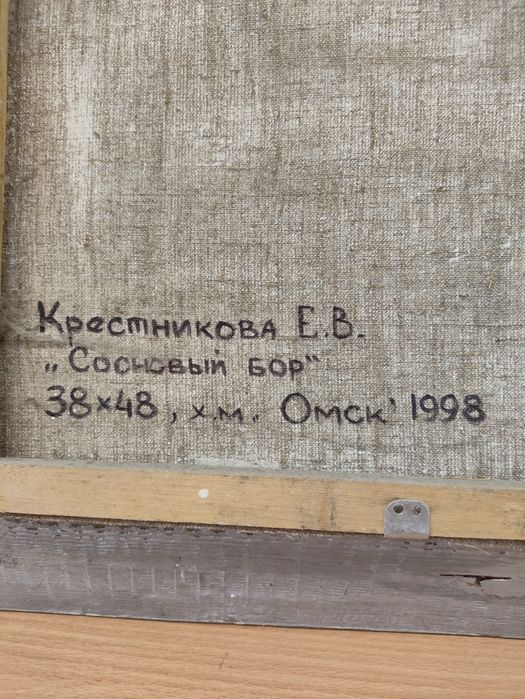 Крестникова Е.В.
„Сосновый бор"
38×48, х.м. Омск' 1998